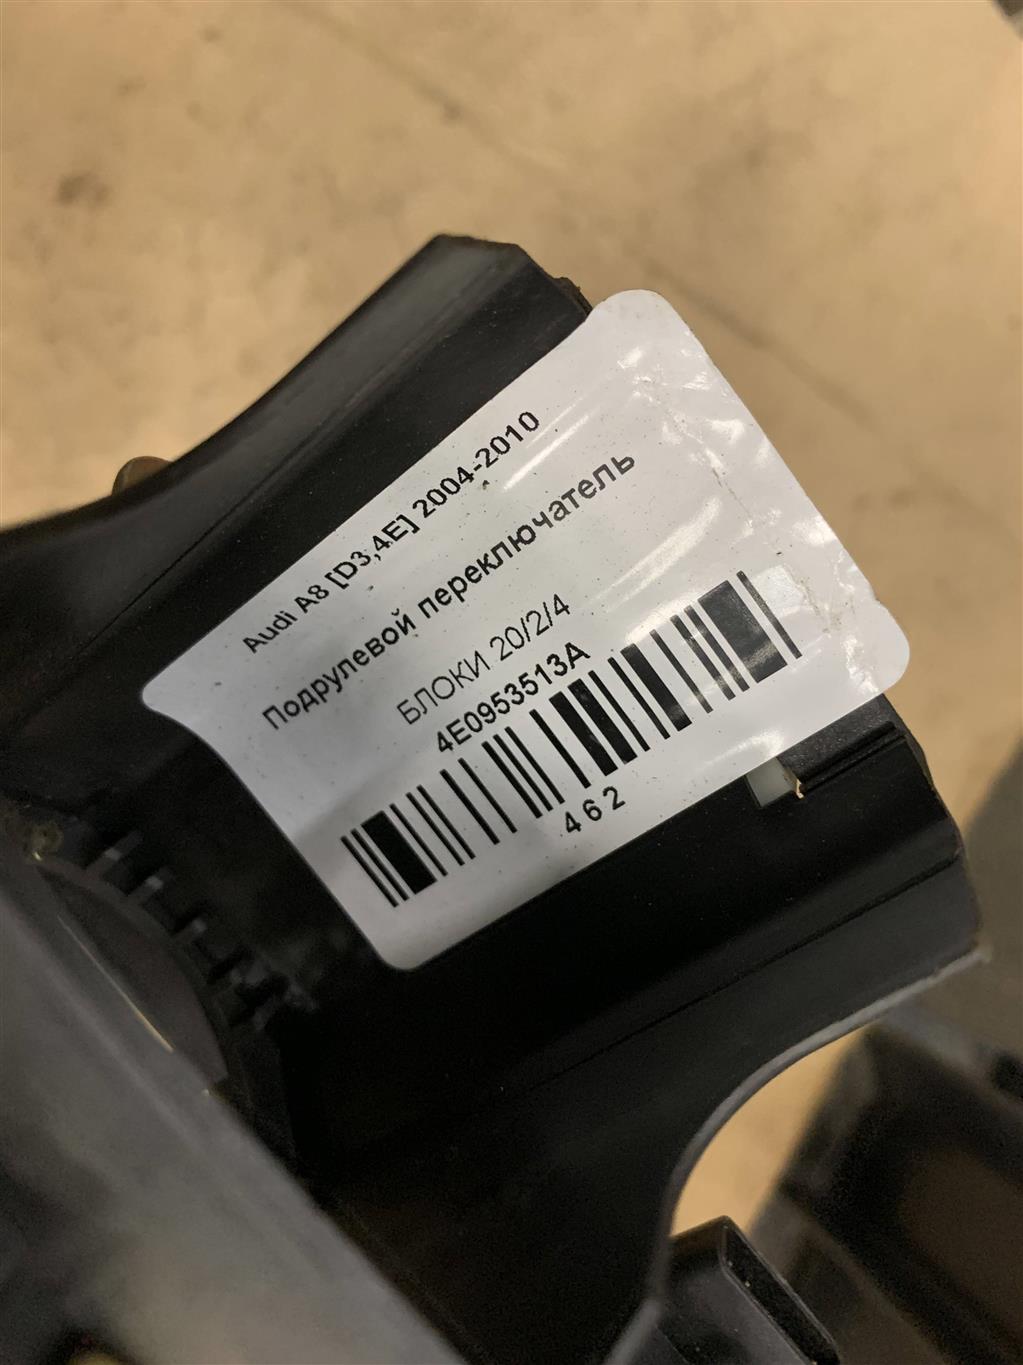 Audi A8 [D3,4E] 2004-2010
Подрулевой переключатель
БЛОКИ 20/2/4
4E0953513A
462